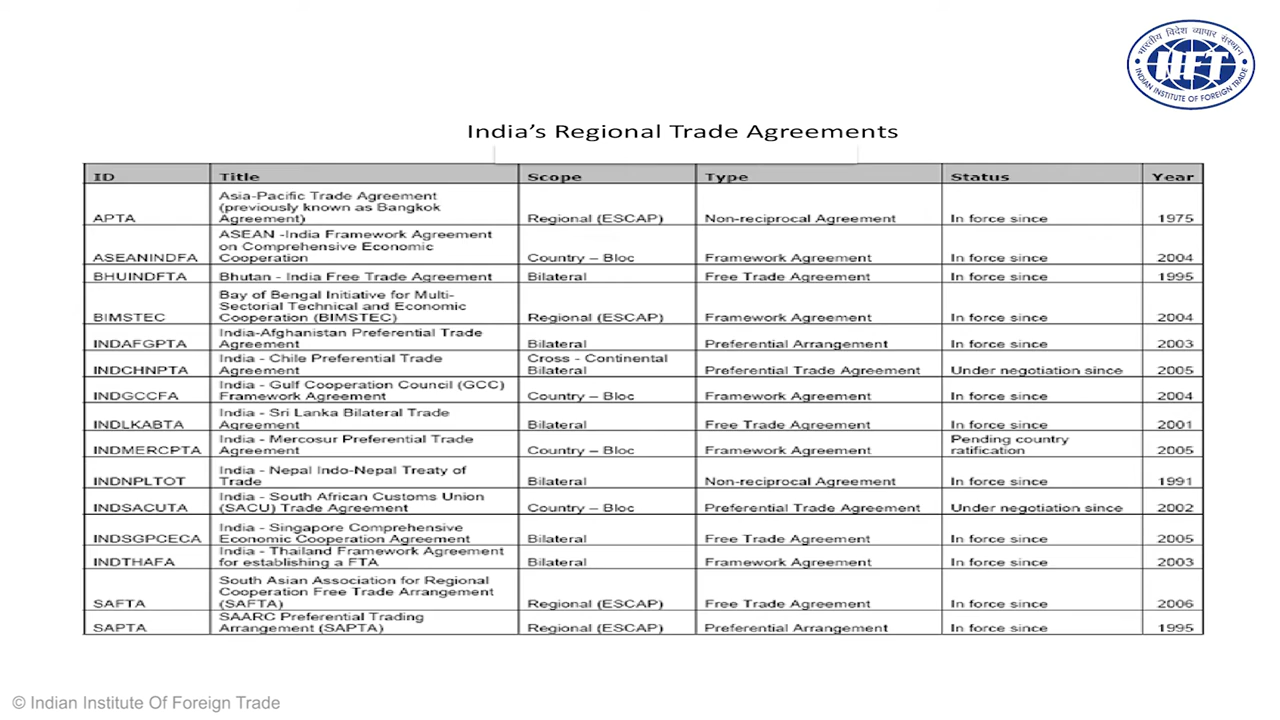 भारतीय विदेश व्यापार संस्थान
IIFT
INDIAN INSTITUTE OF FOREIGN TRADE
India's Regional Trade Agreements
ID Title Scope Type Status Year
APTA Asia-Pacific Trade Agreement (previously known as Bangkok Agreement) Regional (ESCAP) Non-reciprocal Agreement In force since 1975
ASEANINDFA ASEAN -India Framework Agreement on Comprehensive Economic Cooperation Country – Bloc Framework Agreement In force since 2004
BHUINDFTA Bhutan - India Free Trade Agreement Bilateral Free Trade Agreement In force since 1995
BIMSTEC Bay of Bengal Initiative for Multi-Sectorial Technical and Economic Cooperation (BIMSTEC) Regional (ESCAP) Framework Agreement In force since 2004
INDAFGPTA India-Afghanistan Preferential Trade Agreement Bilateral Preferential Arrangement In force since 2003
INDCHNPTA India - Chile Preferential Trade Agreement Cross - Continental Bilateral Preferential Trade Agreement Under negotiation since 2005
INDGCCFA India - Gulf Cooperation Council (GCC) Framework Agreement Country – Bloc Framework Agreement In force since 2004
INDLKABTA India - Sri Lanka Bilateral Trade Agreement Bilateral Free Trade Agreement In force since 2001
INDMERCPTA India - Mercosur Preferential Trade Agreement Country – Bloc Framework Agreement Pending country ratification 2005
INDNPLTOT India - Nepal Indo-Nepal Treaty of Trade Bilateral Non-reciprocal Agreement In force since 1991
INDSACUTA India - South African Customs Union (SACU) Trade Agreement Country – Bloc Preferential Trade Agreement Under negotiation since 2002
INDSGPCECA India - Singapore Comprehensive Economic Cooperation Agreement Bilateral Free Trade Agreement In force since 2005
INDTHAFA India - Thailand Framework Agreement for establishing a FTA Bilateral Framework Agreement In force since 2003
SAFTA South Asian Association for Regional Cooperation Free Trade Arrangement (SAFTA) Regional (ESCAP) Free Trade Agreement In force since 2006
SAPTA SAARC Preferential Trading Arrangement (SAPTA) Regional (ESCAP) Preferential Arrangement In force since 1995
© Indian Institute Of Foreign Trade